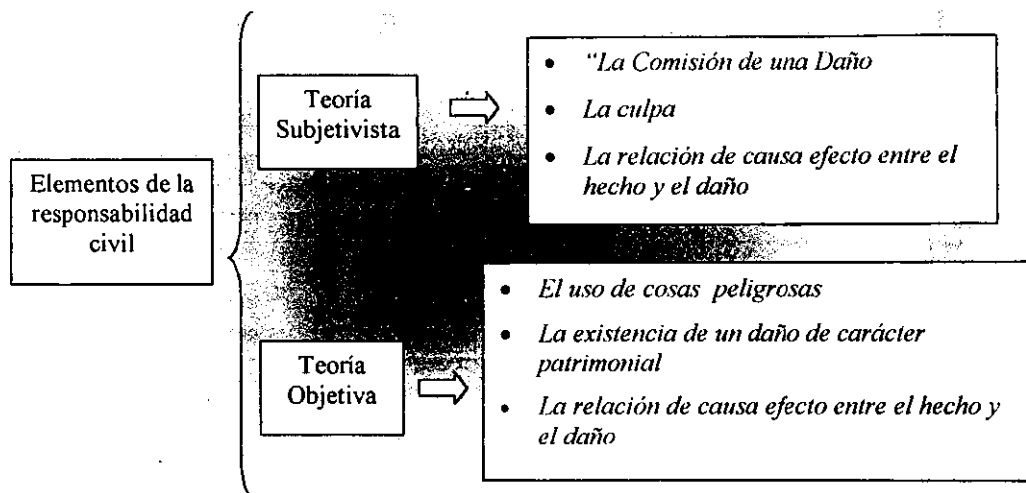 Elementos de la
responsabilidad
civil
Teoría
Subjetivista
• "La Comisión de una Daño
• La culpa
• La relación de causa efecto entre el
hecho y el daño
Teoría
Objetiva
• El uso de cosas peligrosas
• La existencia de un daño de carácter
patrimonial
• La relación de causa efecto entre el hecho y
el daño